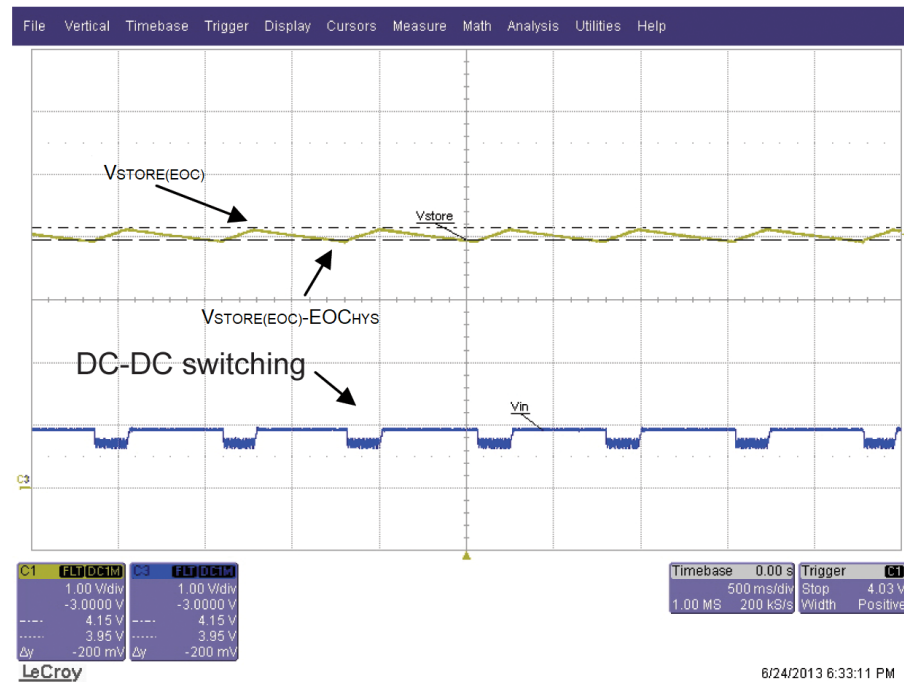 File Vertical Timebase Trigger Display Cursors Measure Math Analysis Utilities Help
VSTORE(EOC)
Vstore
VSTORE(EOC)-EOCHYS
DC-DC switching
Vin
C3
C1 FLT DC1M
1.00 V/div
-3.0000 V
4.15 V
3.95 V
Δy -200 mV
C3 FLT DC1M
1.00 V/div
-3.0000 V
4.15 V
3.95 V
Δy -200 mV
Timebase 0.00 s
500 ms/div
1.00 MS 200 kS/s
Trigger C1
Stop 4.03 V
Width Positive
LeCroy
6/24/2013 6:33:11 PM